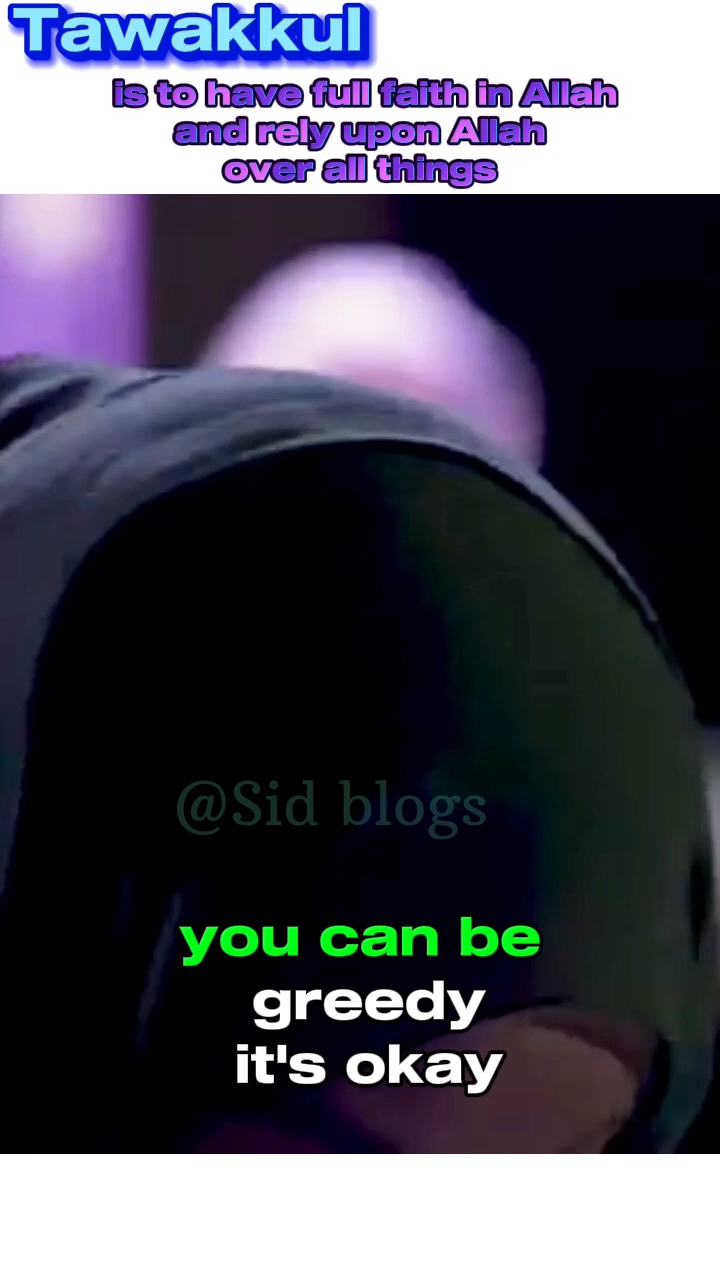 Tawakkul
is to have full faith in Allah
and rely upon Allah
over all things
@Sid blogs
you can be
greedy
it's okay